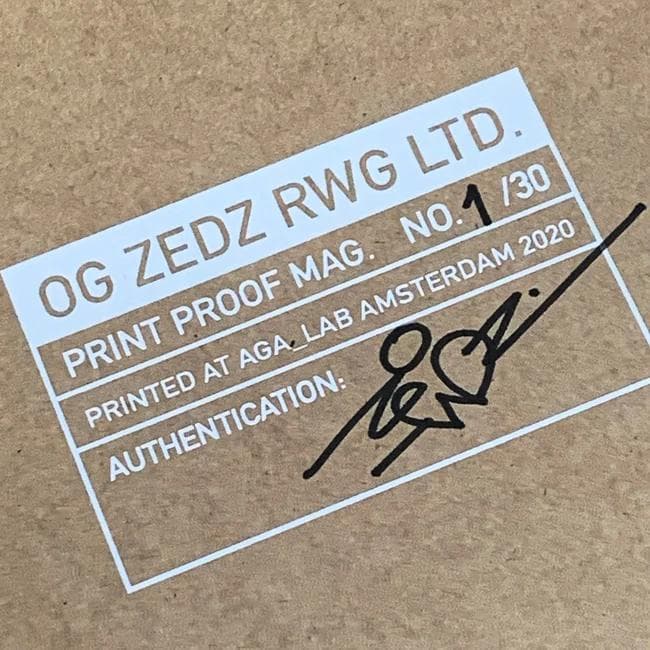 OG ZEDZ RWG LTD.
PRINT PROOF MAG. NO. 1 /30
PRINTED AT AGA_LAB AMSTERDAM 2020
AUTHENTICATION: